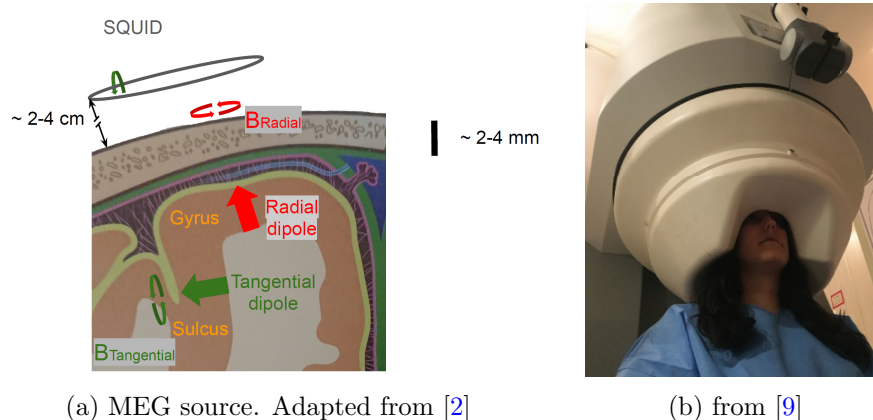 SQUID
~ 2-4 cm
BRadial
~ 2-4 mm
Gyrus
Radial
dipole
Tangential
dipole
Sulcus
BTangential
(a) MEG source. Adapted from [2]
(b) from [9]